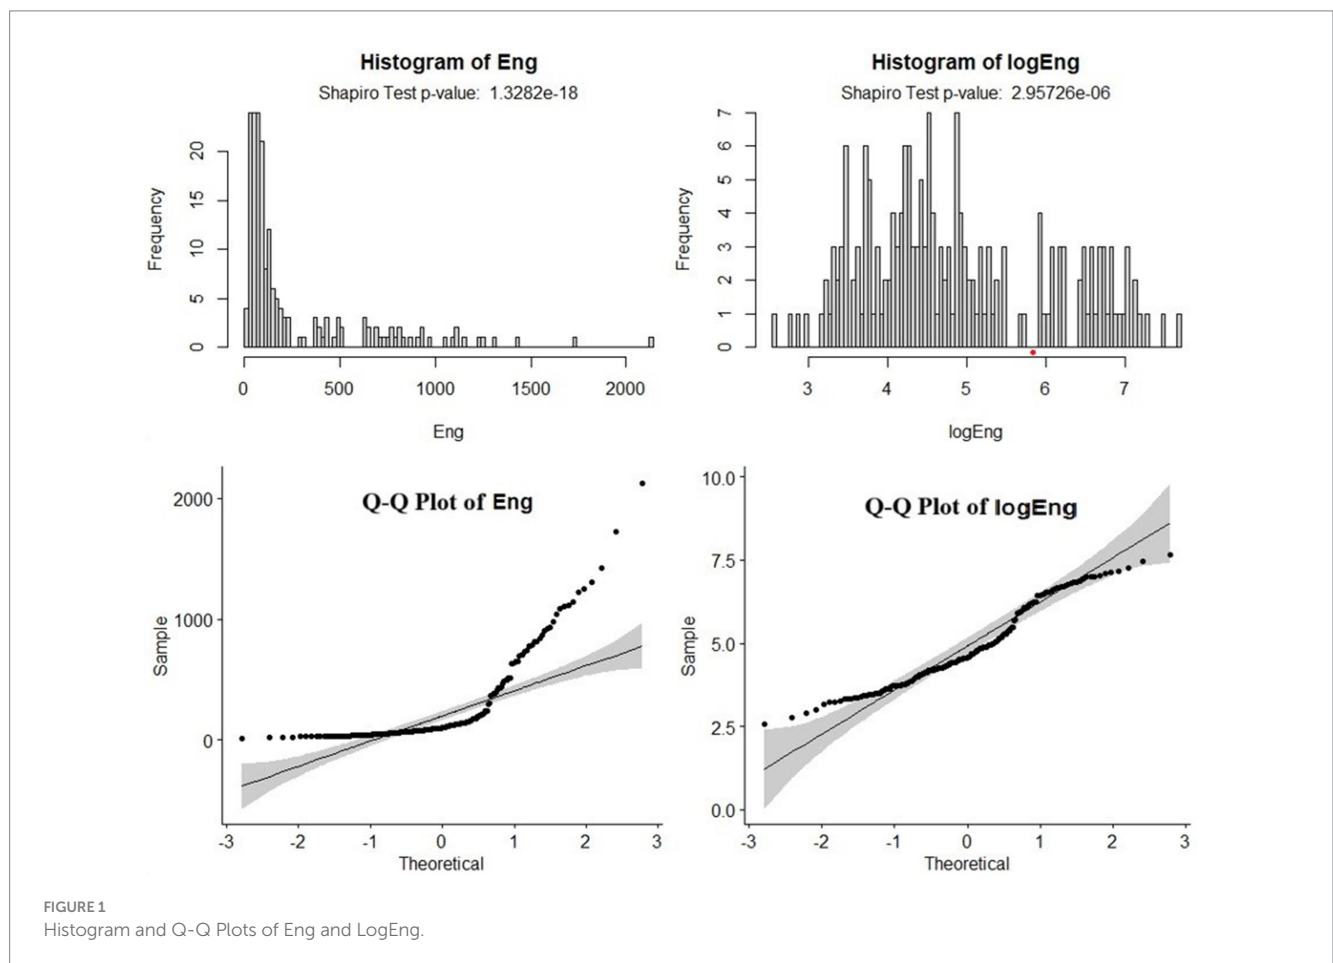 Histogram of Eng
Shapiro Test p-value: 1.3282e-18
Frequency
20
15
10
5
0
0 500 1000 1500 2000
Eng
Histogram of logEng
Shapiro Test p-value: 2.95726e-06
Frequency
7
6
5
4
3
2
1
0
3 4 5 6 7
logEng
Q-Q Plot of Eng
Sample
2000
1000
0
-3 -2 -1 0 1 2 3
Theoretical
Q-Q Plot of logEng
Sample
10.0
7.5
5.0
2.5
0.0
-3 -2 -1 0 1 2 3
Theoretical
FIGURE 1
Histogram and Q-Q Plots of Eng and LogEng.